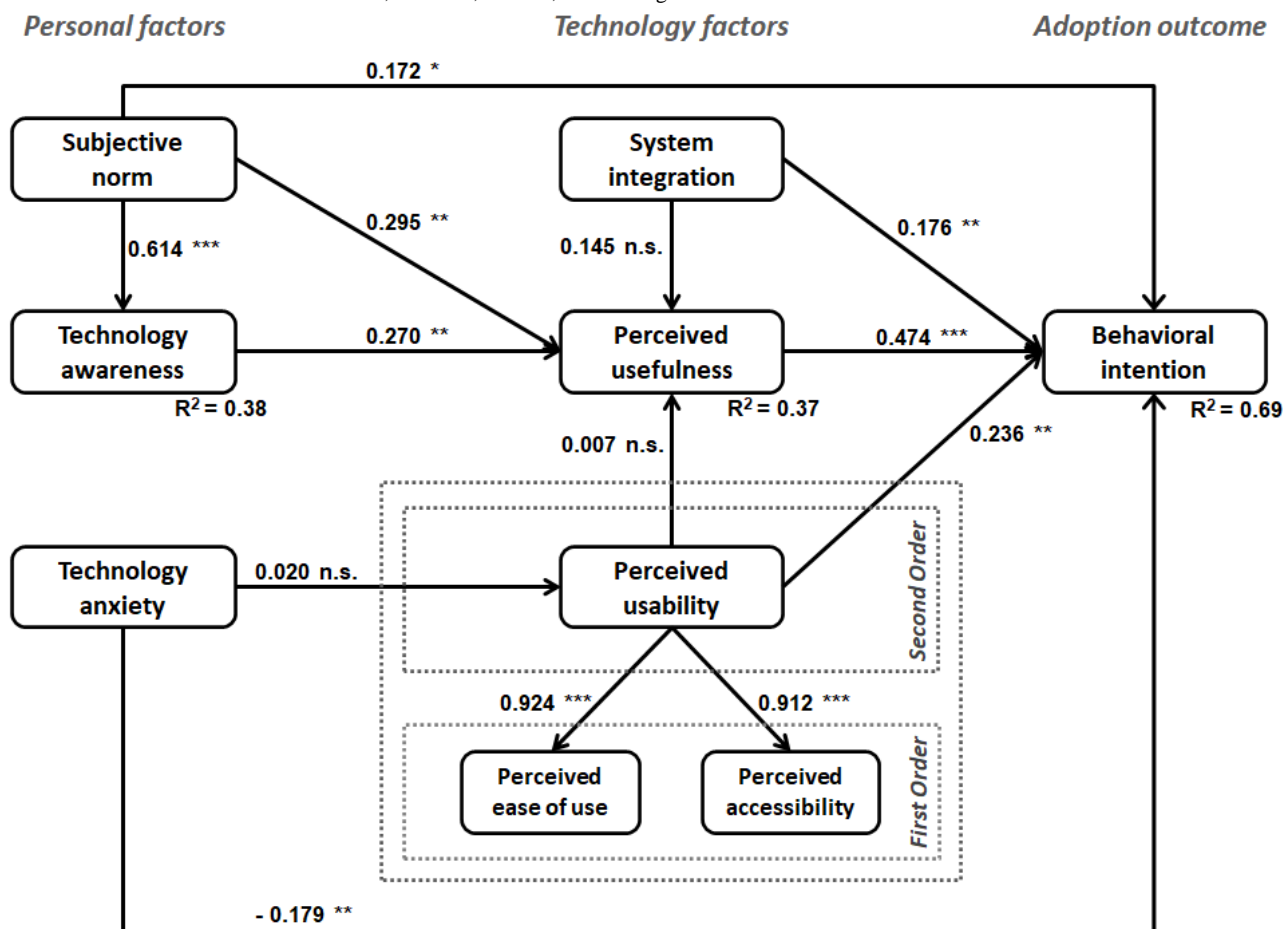 Personal factors
Technology factors
Adoption outcome
0.172 *
Subjective
norm
System
integration
0.295 **
0.176 **
0.614 ***
0.145 n.s.
Technology
awareness
0.270 **
Perceived
usefulness
0.474 ***
Behavioral
intention
R² = 0.38
R² = 0.37
R² = 0.69
0.007 n.s.
0.236 **
Technology
anxiety
0.020 n.s.
Perceived
usability
Second Order
0.924 ***
0.912 ***
Perceived
ease of use
Perceived
accessibility
First Order
- 0.179 **